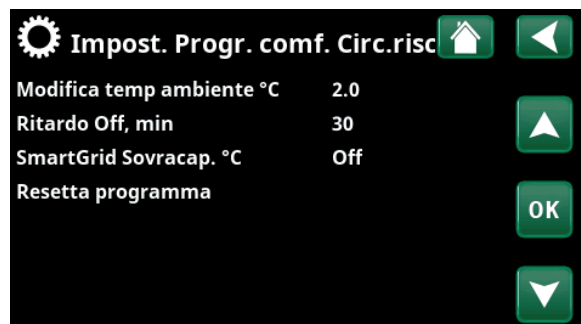 Impost. Progr. comf. Circ.risc
Modifica temp ambiente °C 2.0
Ritardo Off, min 30
SmartGrid Sovracap. °C Off
Resetta programma
OK